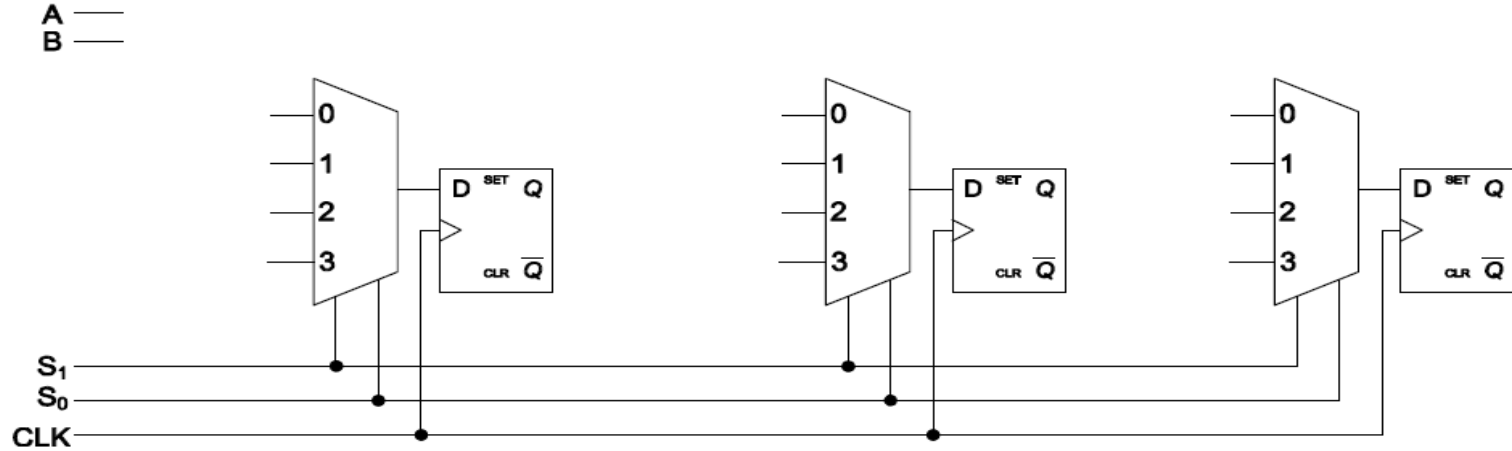 A
B
0 0 0
1 1 1
D SET Q D SET Q D SET Q
2 2 2
3 3 3
CLR Q̅ CLR Q̅ CLR Q̅
S₁
S₀
CLK